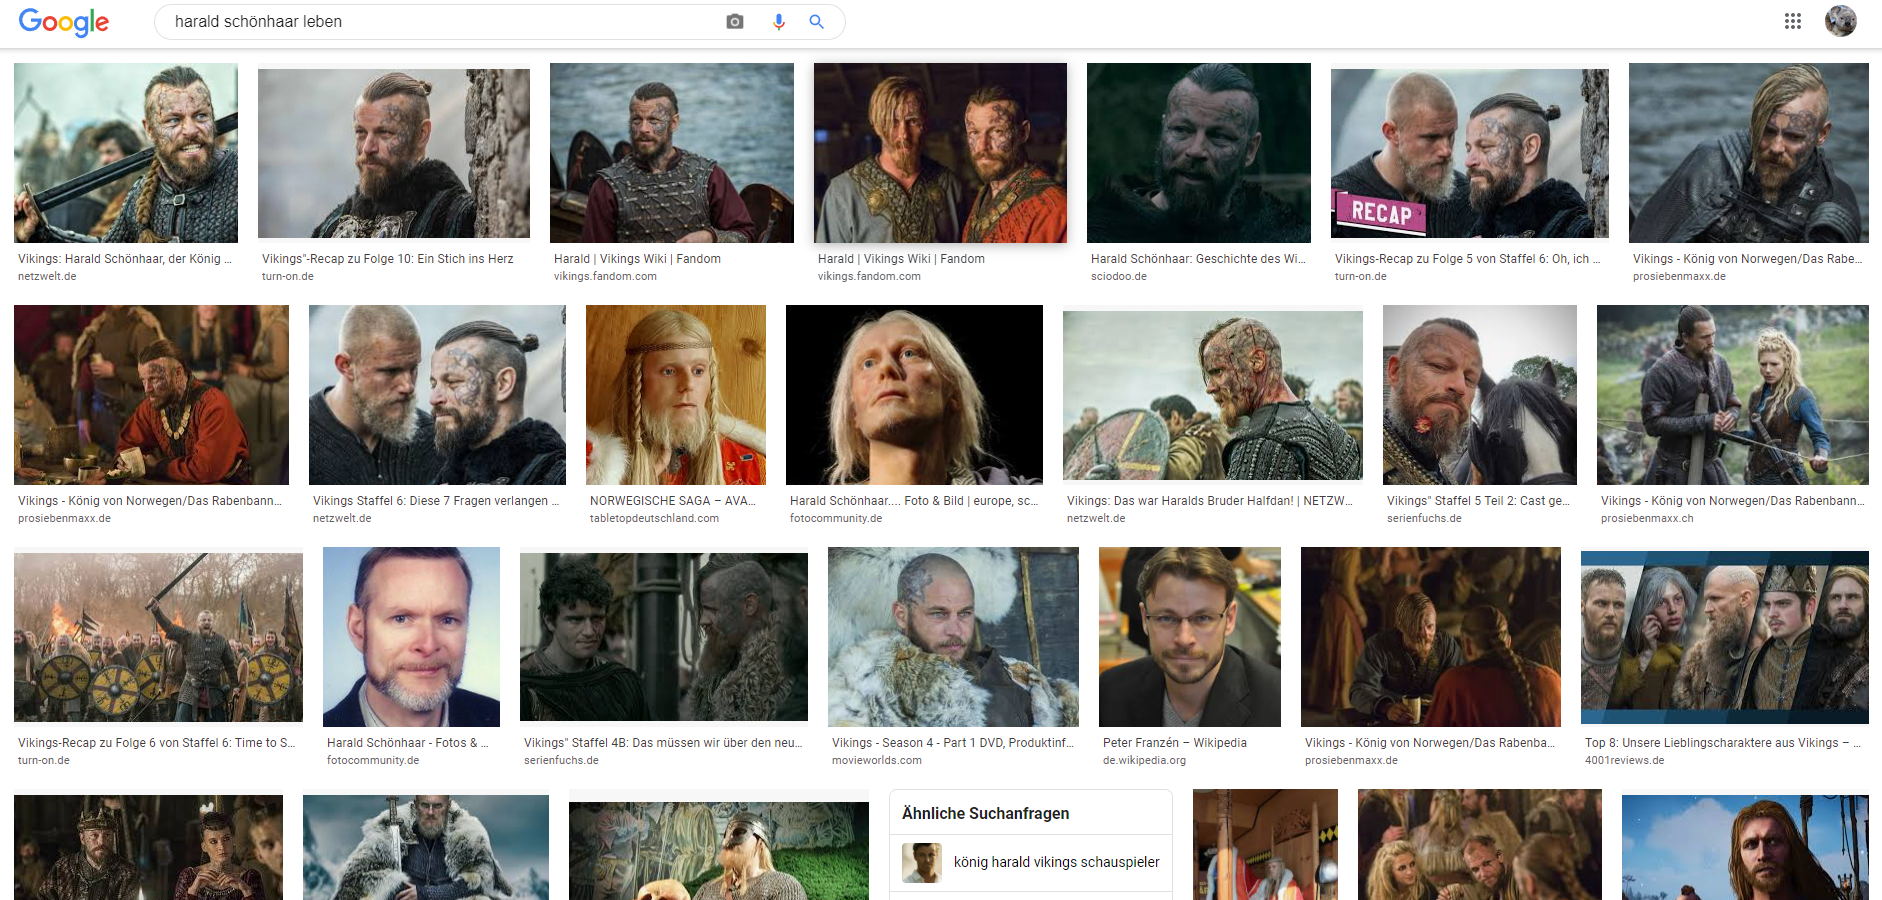 Google
harald schönhaar leben
RECAP
Vikings: Harald Schönhaar, der König ...
netzwelt.de
Vikings"-Recap zu Folge 10: Ein Stich ins Herz
turn-on.de
Harald | Vikings Wiki | Fandom
vikings.fandom.com
Harald | Vikings Wiki | Fandom
vikings.fandom.com
Harald Schönhaar: Geschichte des Wi...
sciodoo.de
Vikings-Recap zu Folge 5 von Staffel 6: Oh, ich ...
turn-on.de
Vikings - König von Norwegen/Das Rabe...
prosiebenmaxx.de
Vikings - König von Norwegen/Das Rabenbann...
prosiebenmaxx.de
Vikings Staffel 6: Diese 7 Fragen verlangen ...
netzwelt.de
NORWEGISCHE SAGA – AVA...
tabletopdeutschland.com
Harald Schönhaar.... Foto & Bild | europe, sc...
fotocommunity.de
Vikings: Das war Haralds Bruder Halfdan! | NETZW...
netzwelt.de
Vikings" Staffel 5 Teil 2: Cast ge...
serienfuchs.de
Vikings - König von Norwegen/Das Rabenbann...
prosiebenmaxx.ch
Vikings-Recap zu Folge 6 von Staffel 6: Time to S...
turn-on.de
Harald Schönhaar - Fotos & ...
fotocommunity.de
Vikings" Staffel 4B: Das müssen wir über den neu...
serienfuchs.de
Vikings - Season 4 - Part 1 DVD, Produktinf...
movieworlds.com
Peter Franzén – Wikipedia
de.wikipedia.org
Vikings - König von Norwegen/Das Rabenba...
prosiebenmaxx.de
Top 8: Unsere Lieblingscharaktere aus Vikings – ...
4001reviews.de
Ähnliche Suchanfragen
könig harald vikings schauspieler